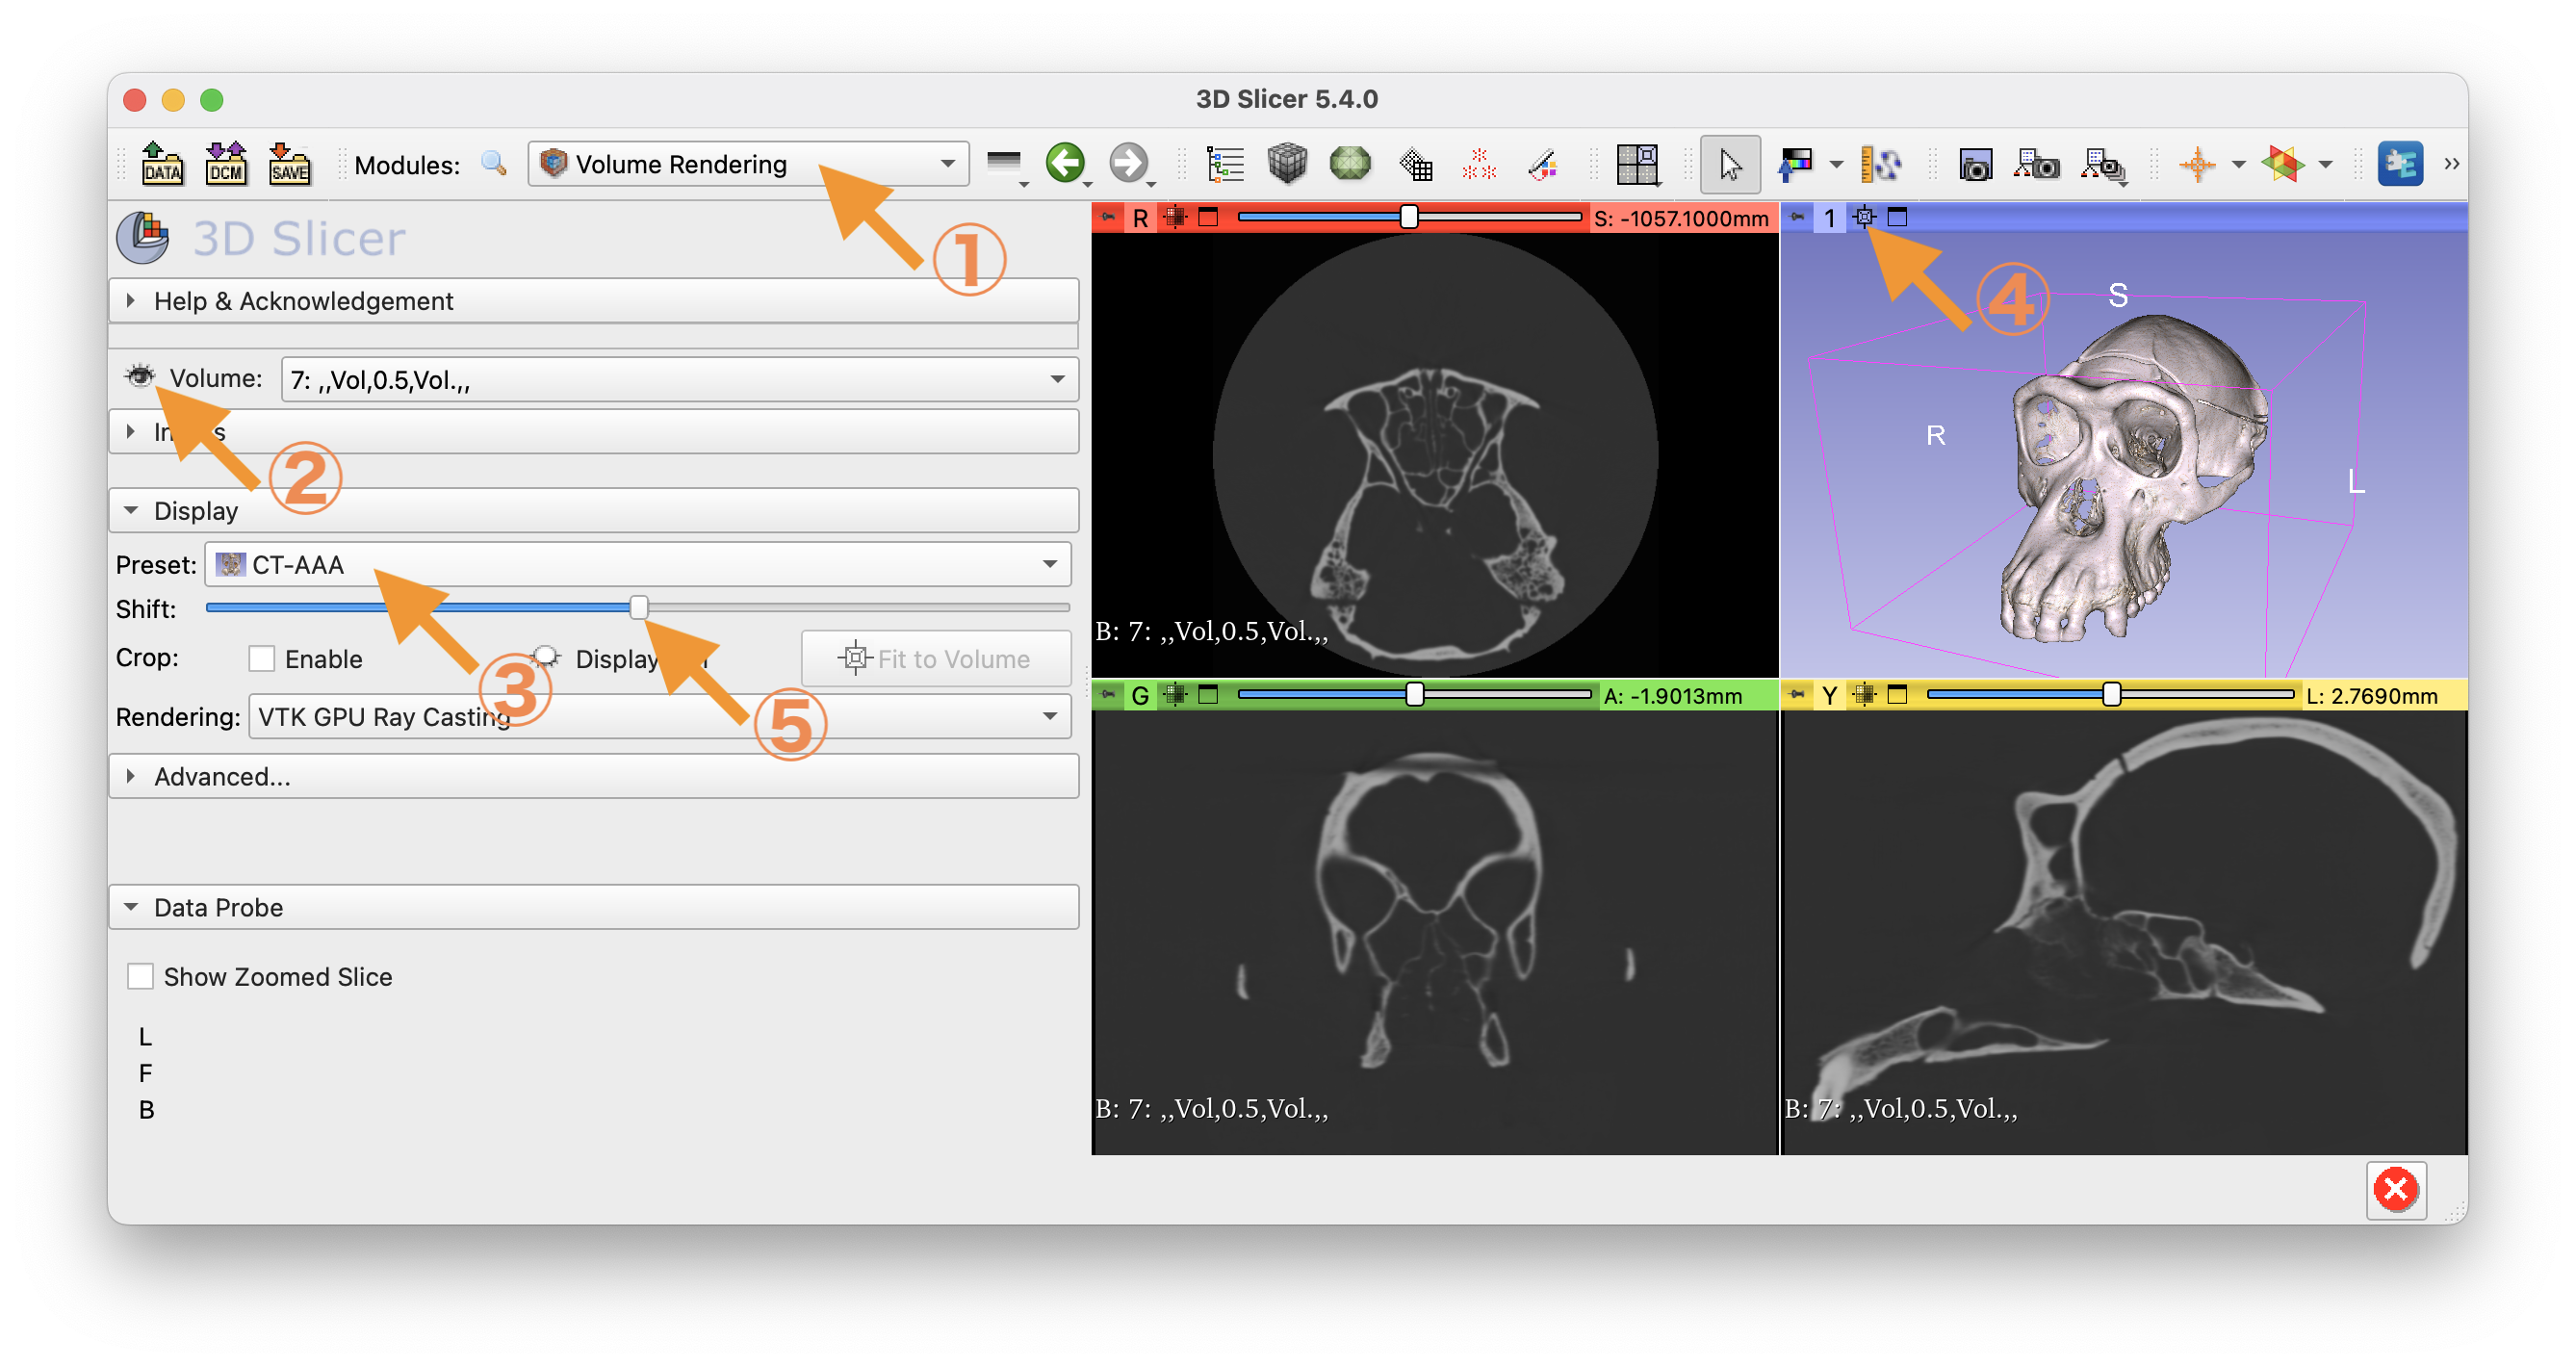 3D Slicer 5.4.0
DATA DCM SAVE Modules: Volume Rendering
①
3D Slicer
Help & Acknowledgement
Volume: 7: ,,Vol,0.5,Vol.,,
②
Display
Preset: CT-AAA
Shift:
Crop: Enable Display Fit to Volume
③
⑤
Rendering: VTK GPU Ray Casting
Advanced...
Data Probe
Show Zoomed Slice
L
F
B
R S: -1057.1000mm
B: 7: ,,Vol,0.5,Vol.,,
1
④
S
R
L
G A: -1.9013mm
B: 7: ,,Vol,0.5,Vol.,,
Y L: 2.7690mm
B: 7: ,,Vol,0.5,Vol.,,